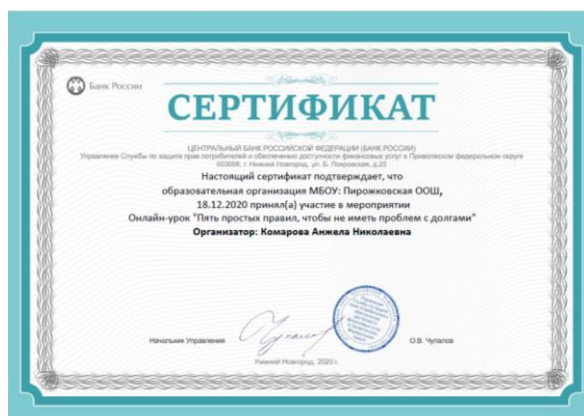 Банк России
СЕРТИФИКАТ
ЦЕНТРАЛЬНЫЙ БАНК РОССИЙСКОЙ ФЕДЕРАЦИИ (БАНК РОССИИ)
Управление Службы по защите прав потребителей и обеспечению доступности финансовых услуг в Приволжском федеральном округе
603008, г. Нижний Новгород, ул. Б. Покровская, д.25
Настоящий сертификат подтверждает, что
образовательная организация МБОУ: Пирожковская ООШ,
18.12.2020 принял(а) участие в мероприятии
Онлайн-урок "Пять простых правил, чтобы не иметь проблем с долгами"
Организатор: Комарова Анжела Николаевна
Начальник Управления
О.В. Чупалов
Нижний Новгород, 2020 г.